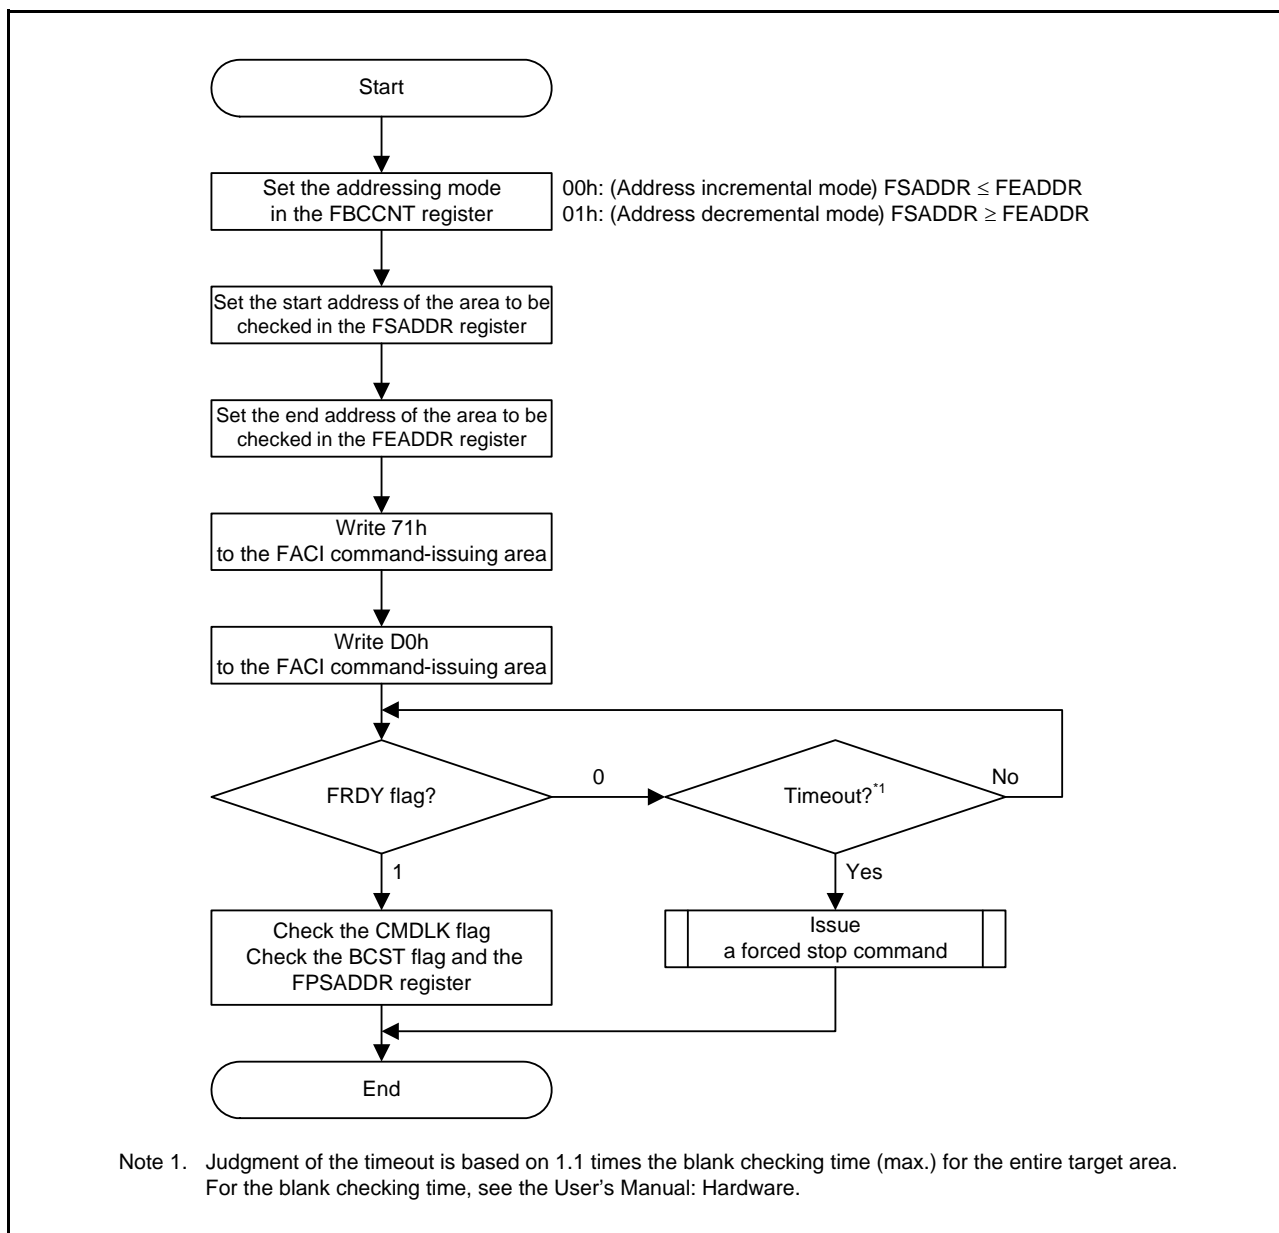 Start
Set the addressing mode
in the FBCCNT register
00h: (Address incremental mode) FSADDR ≤ FEADDR
01h: (Address decremental mode) FSADDR ≥ FEADDR
Set the start address of the area to be
checked in the FSADDR register
Set the end address of the area to be
checked in the FEADDR register
Write 71h
to the FACI command-issuing area
Write D0h
to the FACI command-issuing area
FRDY flag?
0
Timeout?*1
No
1
Yes
Check the CMDLK flag
Check the BCST flag and the
FPSADDR register
Issue
a forced stop command
End
Note 1. Judgment of the timeout is based on 1.1 times the blank checking time (max.) for the entire target area.
For the blank checking time, see the User's Manual: Hardware.